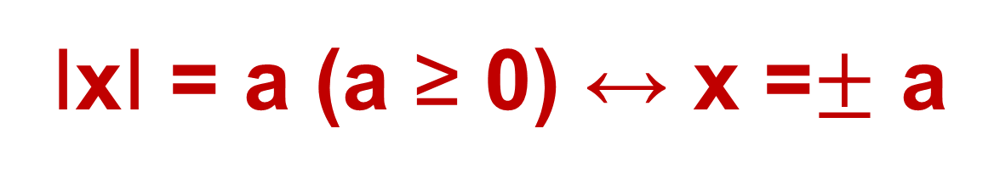 |x| = a (a ≥ 0) ↔ x =± a